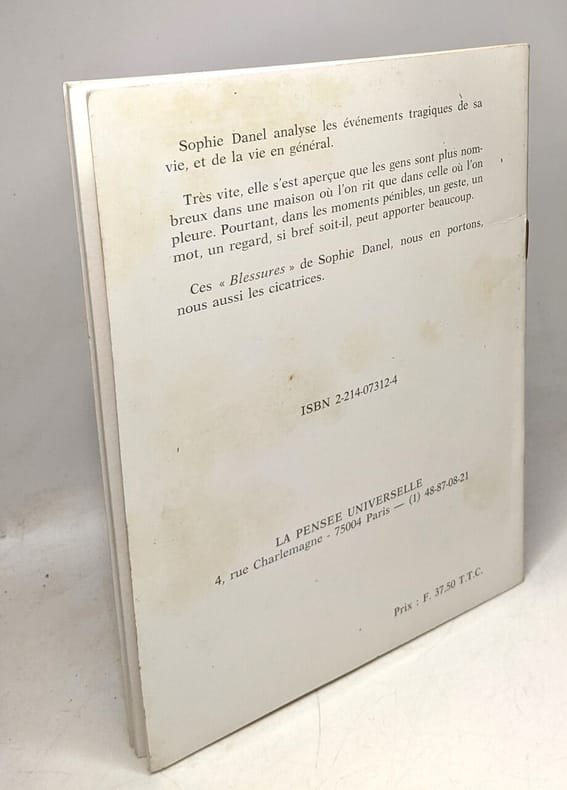 Sophie Danel analyse les événements tragiques de sa
vie, et de la vie en général.
Très vite, elle s'est aperçue que les gens sont plus nom-
breux dans une maison où l'on rit que dans celle où l'on
pleure. Pourtant, dans les moments pénibles, un geste, un
mot, un regard, si bref soit-il, peut apporter beaucoup.
Ces « Blessures » de Sophie Danel, nous en portons,
nous aussi les cicatrices.
ISBN 2-214-07312-4
LA PENSEE UNIVERSELLE
4, rue Charlemagne - 75004 Paris — (1) 48-87-08-21
Prix : F. 37,50 T.T.C.